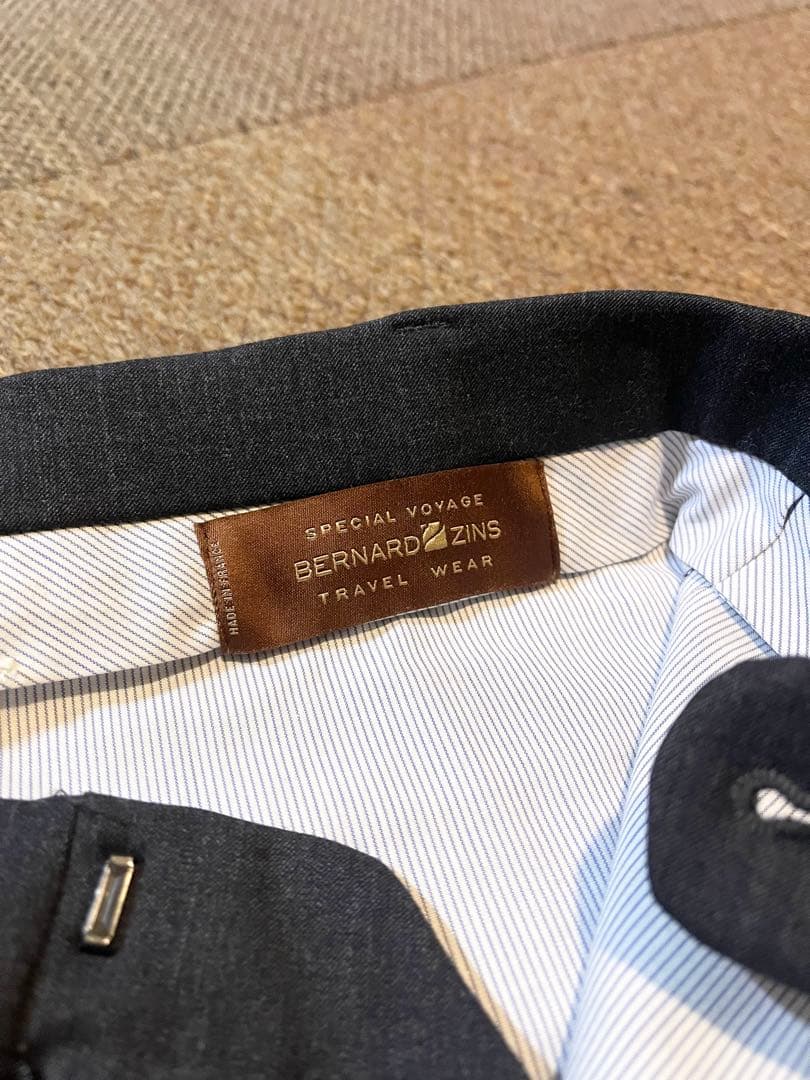 SPECIAL VOYAGE
BERNARD ZINS
TRAVEL WEAR
MADE IN FRANCE